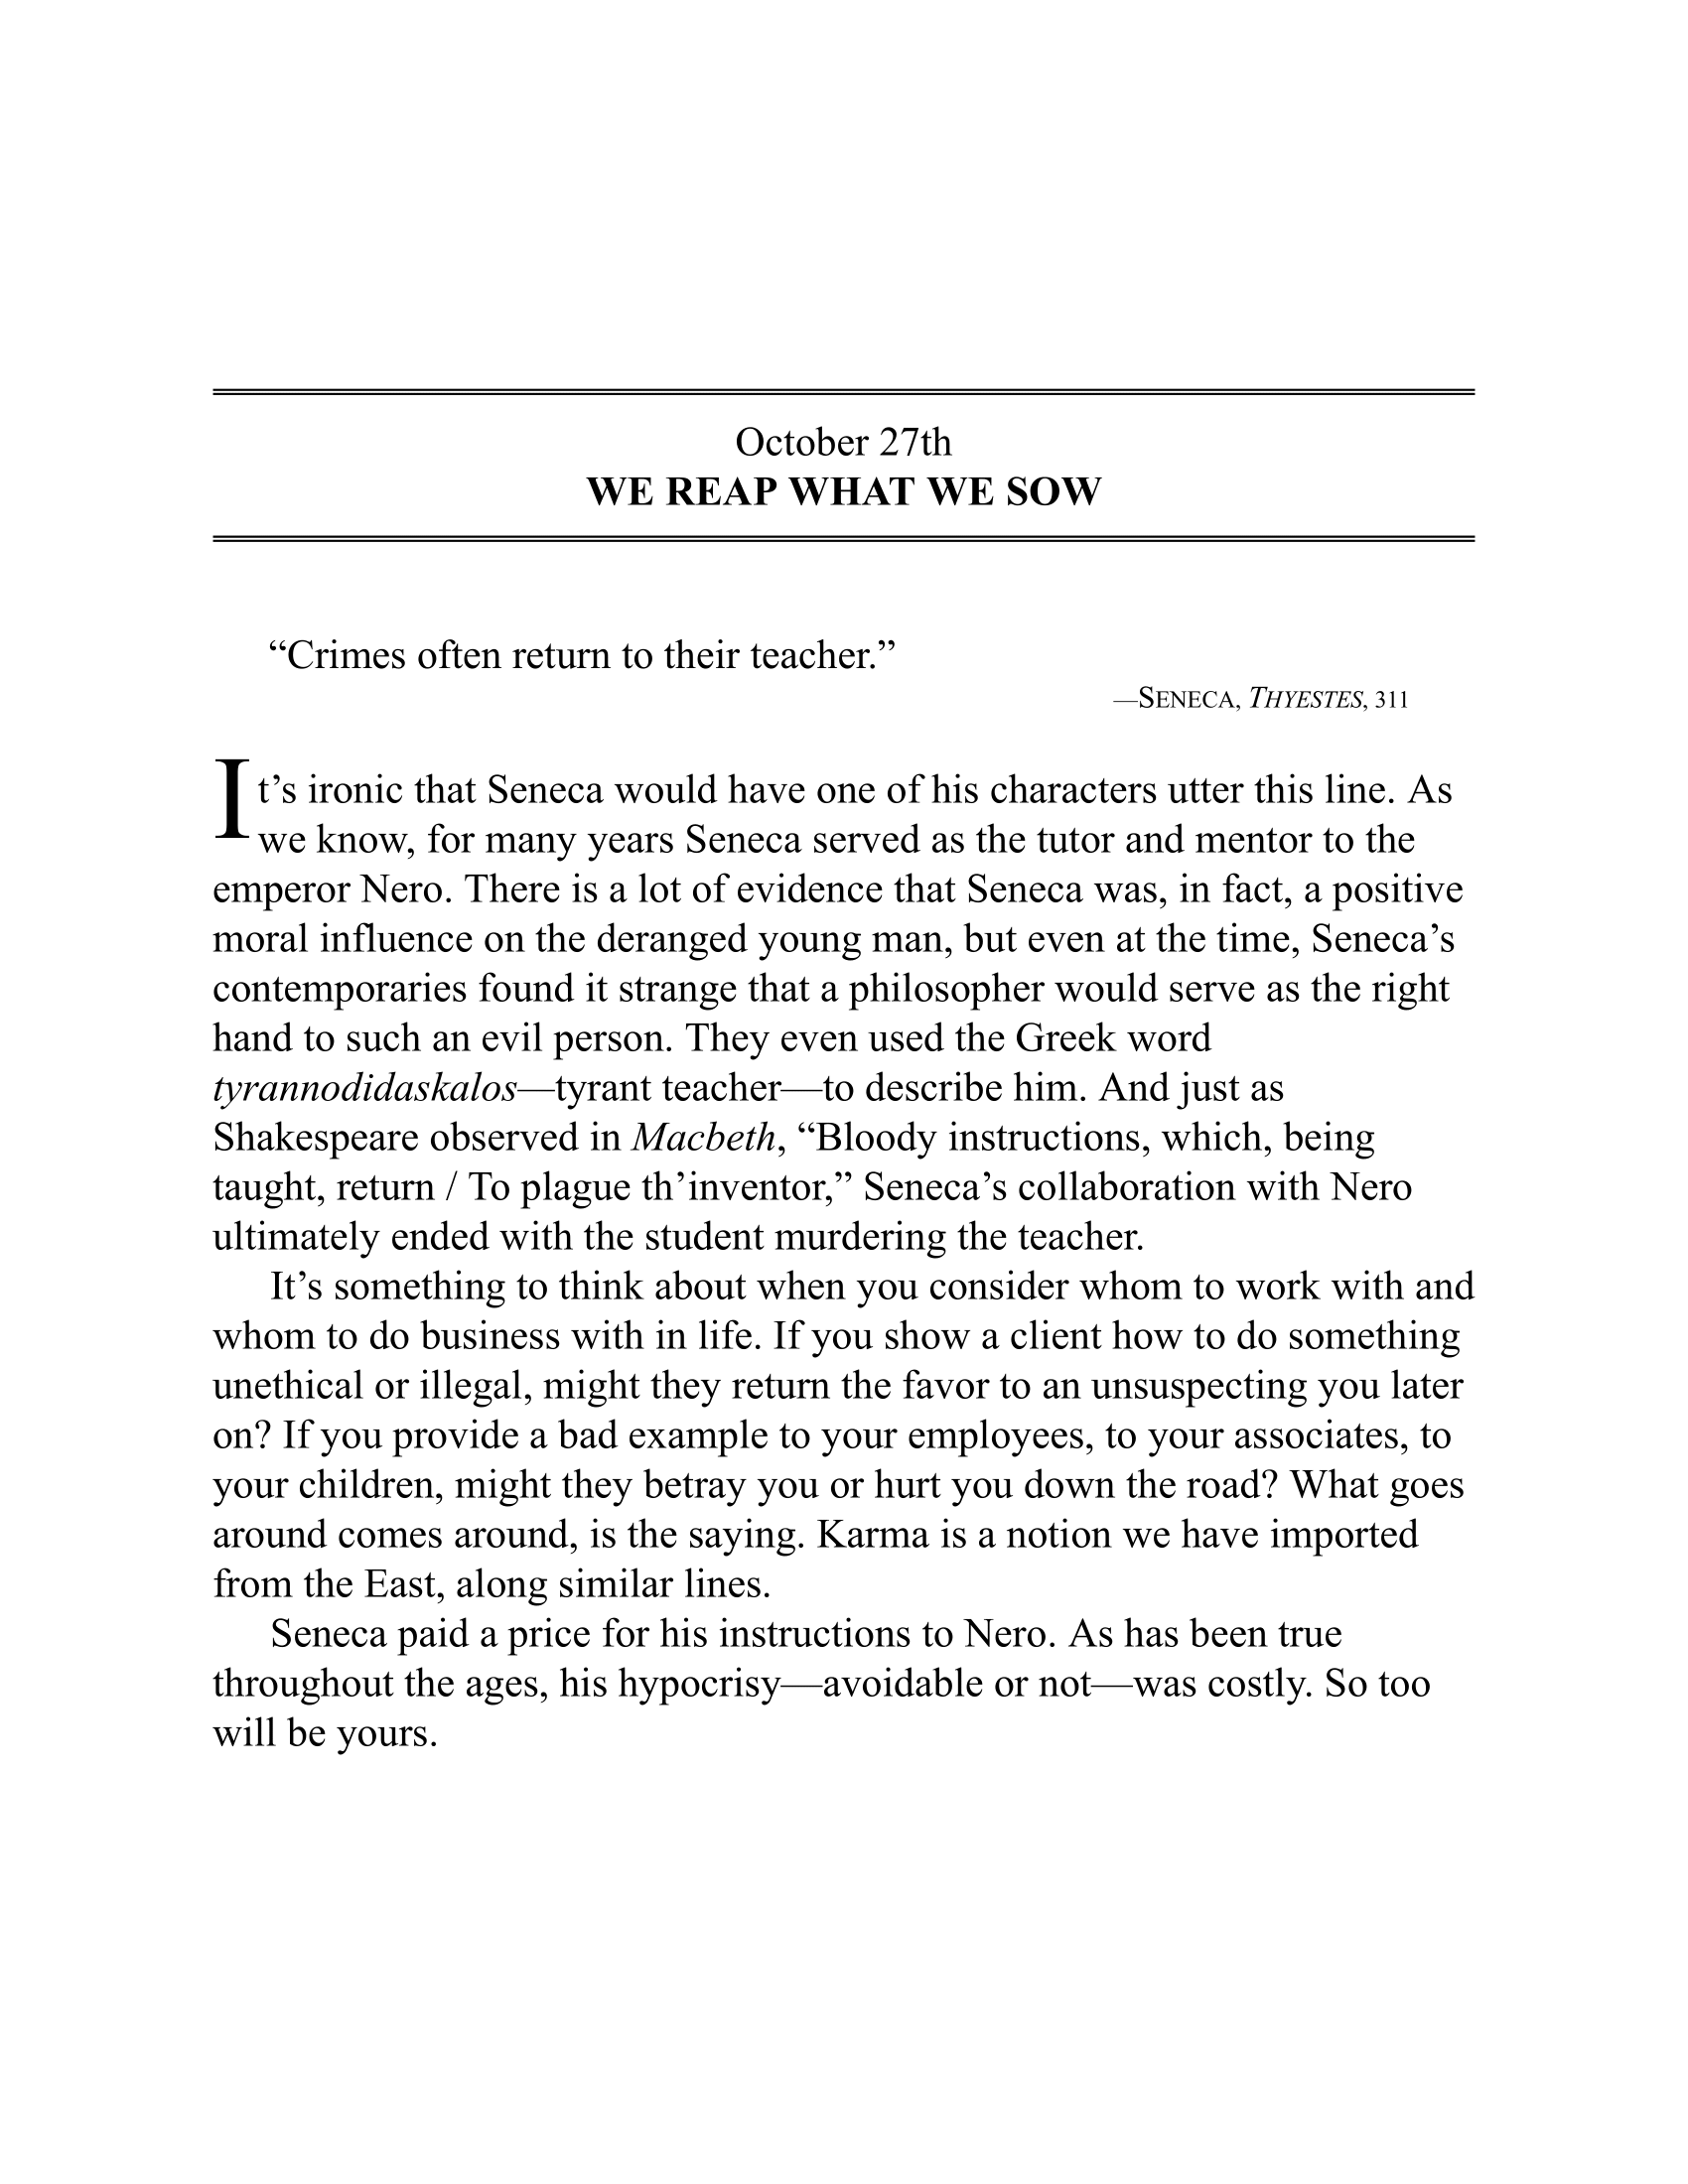 October 27th
WE REAP WHAT WE SOW
“Crimes often return to their teacher.”
—SENECA, THYESTES, 311
It’s ironic that Seneca would have one of his characters utter this line. As
we know, for many years Seneca served as the tutor and mentor to the
emperor Nero. There is a lot of evidence that Seneca was, in fact, a positive
moral influence on the deranged young man, but even at the time, Seneca’s
contemporaries found it strange that a philosopher would serve as the right
hand to such an evil person. They even used the Greek word
tyrannodidaskalos—tyrant teacher—to describe him. And just as
Shakespeare observed in Macbeth, “Bloody instructions, which, being
taught, return / To plague th’inventor,” Seneca’s collaboration with Nero
ultimately ended with the student murdering the teacher.
It’s something to think about when you consider whom to work with and
whom to do business with in life. If you show a client how to do something
unethical or illegal, might they return the favor to an unsuspecting you later
on? If you provide a bad example to your employees, to your associates, to
your children, might they betray you or hurt you down the road? What goes
around comes around, is the saying. Karma is a notion we have imported
from the East, along similar lines.
Seneca paid a price for his instructions to Nero. As has been true
throughout the ages, his hypocrisy—avoidable or not—was costly. So too
will be yours.